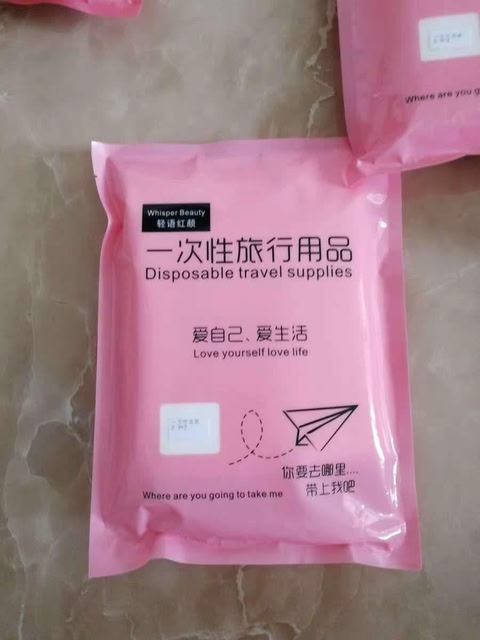 Whisper Beauty
轻语红颜
一次性旅行用品
Disposable travel supplies
爱自己、爱生活
Love yourself love life
你要去哪里....
带上我吧
Where are you going to take me
Where are you g